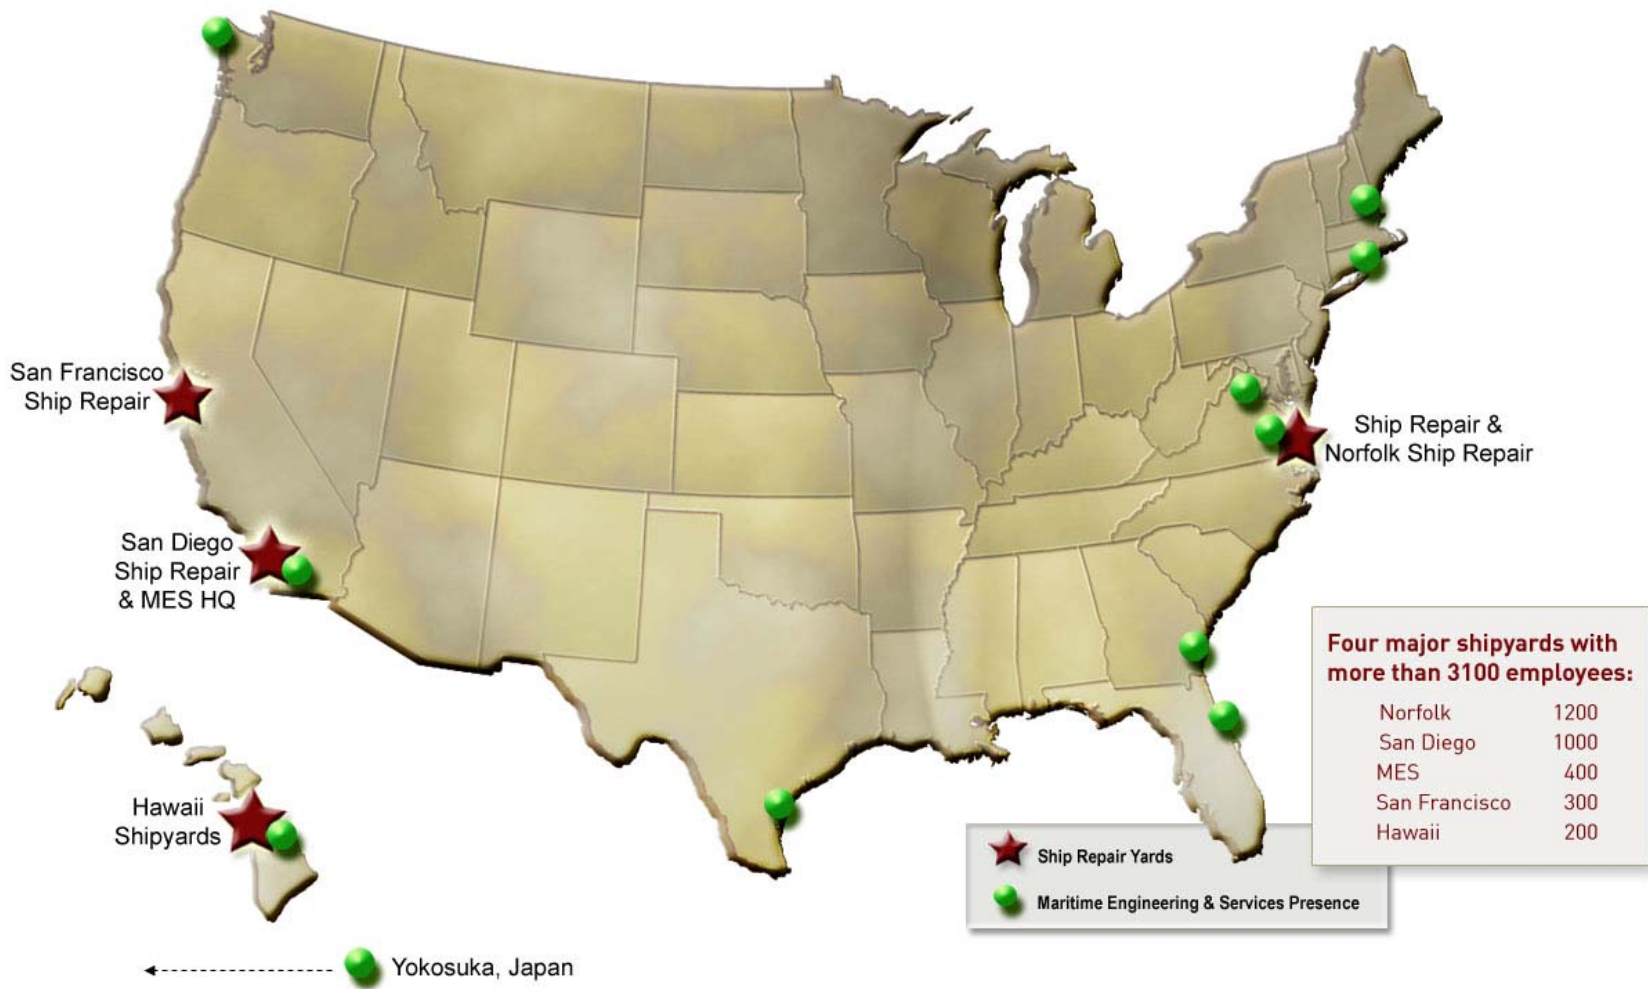 San Francisco
Ship Repair
Ship Repair &
Norfolk Ship Repair
San Diego
Ship Repair
& MES HQ
Four major shipyards with
more than 3100 employees:
Norfolk 1200
San Diego 1000
MES 400
San Francisco 300
Hawaii 200
Hawaii
Shipyards
Ship Repair Yards
Maritime Engineering & Services Presence
Yokosuka, Japan